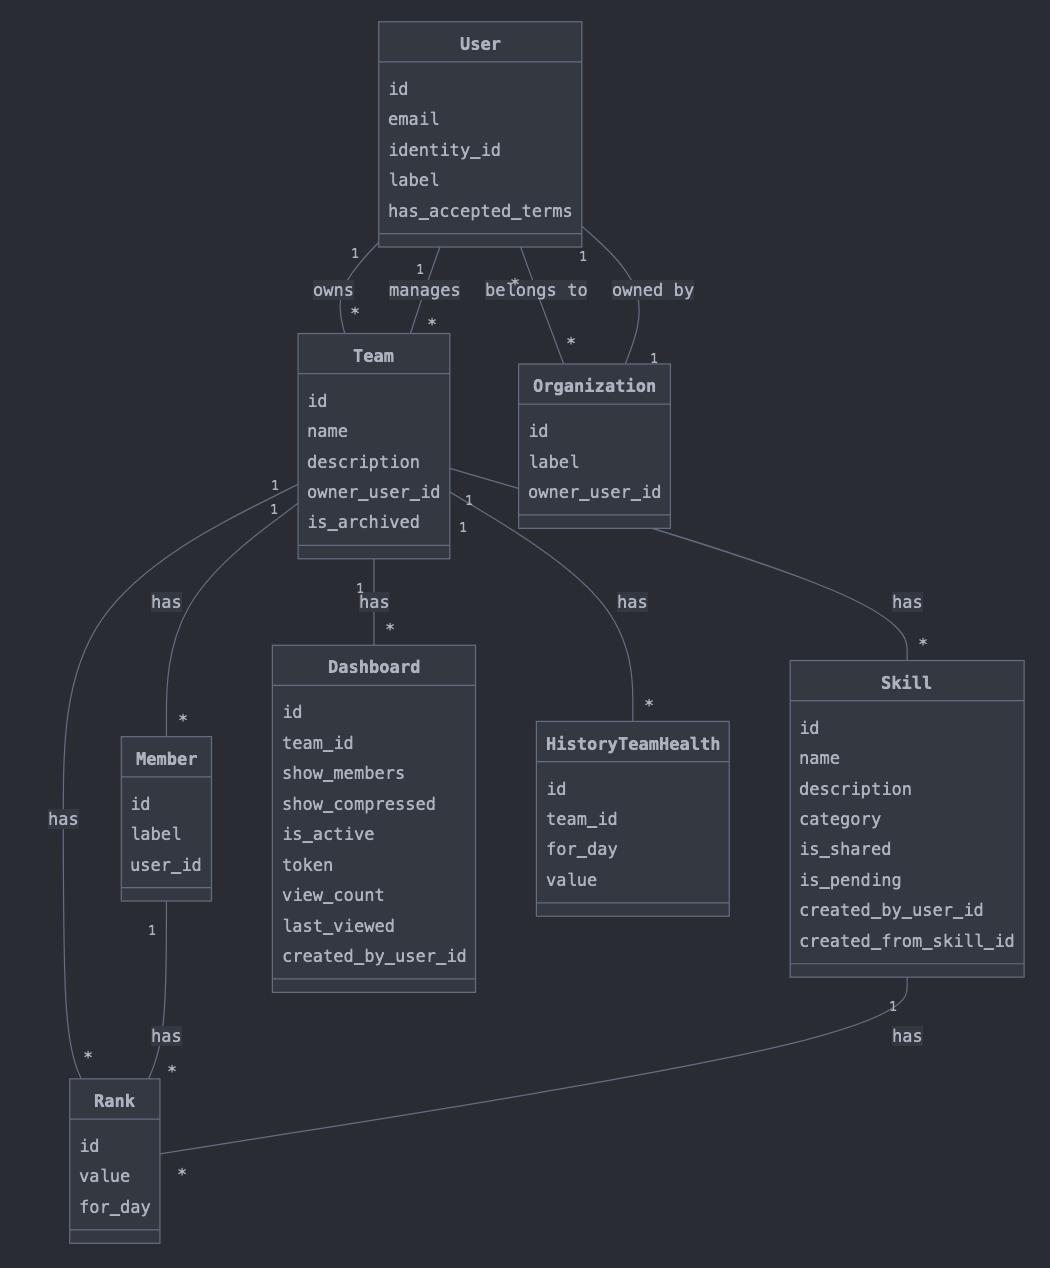 User
id
email
identity_id
label
has_accepted_terms
1
1
*
1
owns
manages
belongs to
owned by
*
*
*
1
Team
id
name
description
owner_user_id
is_archived
Organization
id
label
owner_user_id
1
1
1
1
1
has
has
has
has
*
*
*
*
Dashboard
id
team_id
show_members
show_compressed
is_active
token
view_count
last_viewed
created_by_user_id
Skill
id
name
description
category
is_shared
is_pending
created_by_user_id
created_from_skill_id
HistoryTeamHealth
id
team_id
for_day
value
Member
id
label
user_id
has
1
1
has
has
*
*
Rank
id
value
for_day
*